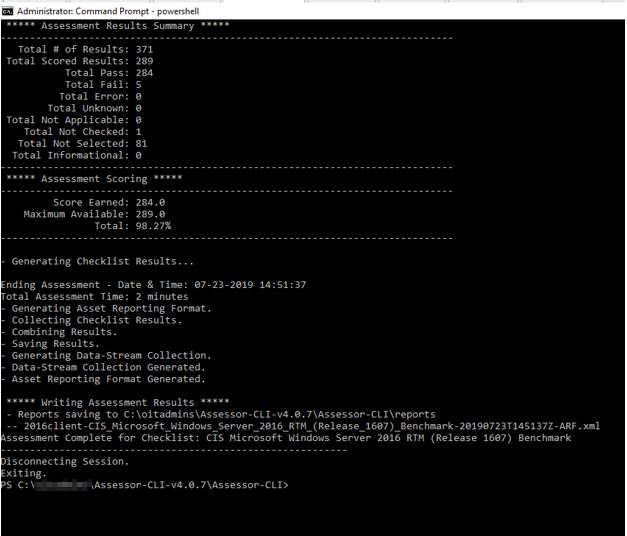 Administrator: Command Prompt - powershell
***** Assessment Results Summary *****
------------------------------------------------------------------------------
Total # of Results: 371
Total Scored Results: 289
Total Pass: 284
Total Fail: 5
Total Error: 0
Total Unknown: 0
Total Not Applicable: 0
Total Not Checked: 1
Total Not Selected: 81
Total Informational: 0
------------------------------------------------------------------------------
***** Assessment Scoring *****
------------------------------------------------------------------------------
Score Earned: 284.0
Maximum Available: 289.0
Total: 98.27%
------------------------------------------------------------------------------
- Generating Checklist Results...
Ending Assessment - Date & Time: 07-23-2019 14:51:37
Total Assessment Time: 2 minutes
- Generating Asset Reporting Format.
- Collecting Checklist Results.
- Combining Results.
- Saving Results.
- Generating Data-Stream Collection.
- Data-Stream Collection Generated.
- Asset Reporting Format Generated.
***** Writing Assessment Results *****
- Reports saving to C:\oitadmins\Assessor-CLI-v4.0.7\Assessor-CLI\reports
-- 2016client-CIS_Microsoft_Windows_Server_2016_RTM_(Release_1607)_Benchmark-20190723T145137Z-ARF.xml
Assessment Complete for Checklist: CIS Microsoft Windows Server 2016 RTM (Release 1607) Benchmark
------------------------------------------------------------
Disconnecting Session.
Exiting.
PS C:\ \Assessor-CLI-v4.0.7\Assessor-CLI>